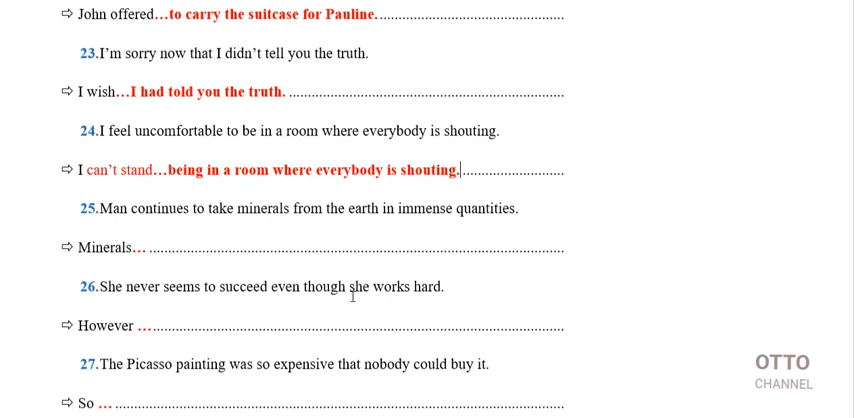 ⇨ John offered…to carry the suitcase for Pauline.................................................
23.I’m sorry now that I didn’t tell you the truth.
⇨ I wish…I had told you the truth. .........................................................................
24.I feel uncomfortable to be in a room where everybody is shouting.
⇨ I can’t stand…being in a room where everybody is shouting............................
25.Man continues to take minerals from the earth in immense quantities.
⇨ Minerals… ..............................................................................................................
26.She never seems to succeed even though she works hard.
⇨ However ….............................................................................................................
27.The Picasso painting was so expensive that nobody could buy it.
⇨ So … .......................................................................................................................
OTTO
CHANNEL